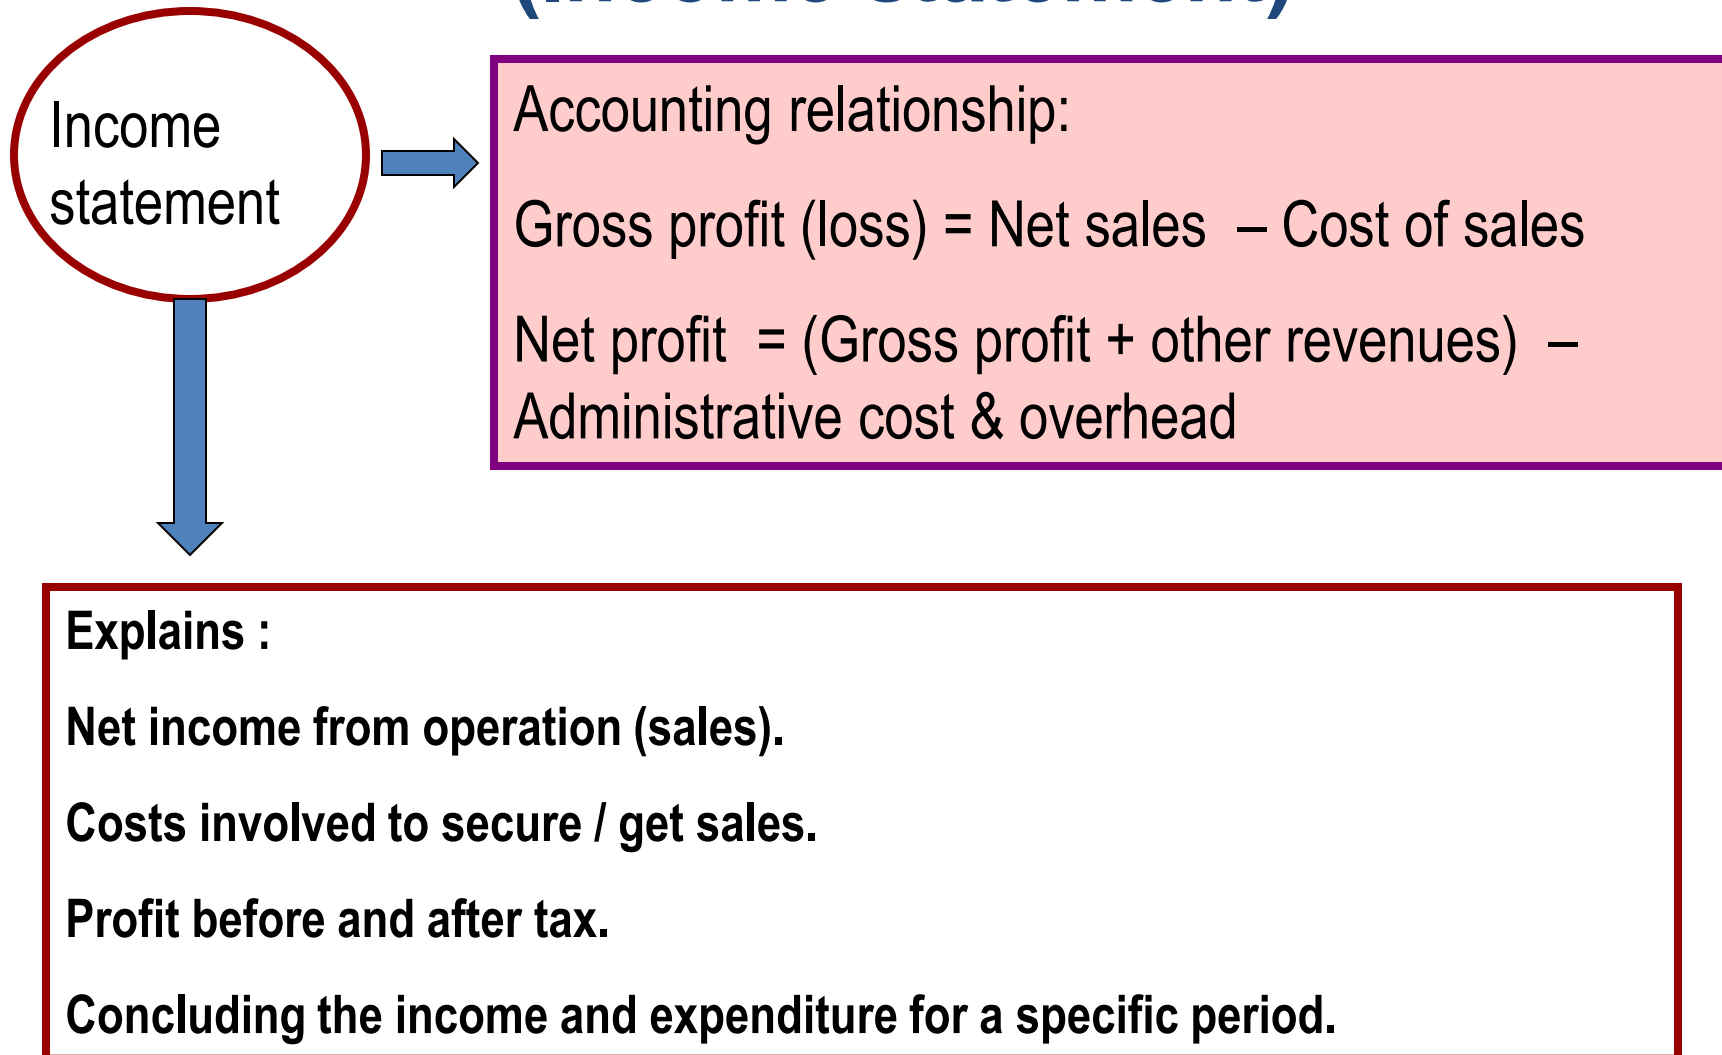 (Income statement)
Income
statement
Accounting relationship:
Gross profit (loss) = Net sales – Cost of sales
Net profit = (Gross profit + other revenues) –
Administrative cost & overhead
Explains :
Net income from operation (sales).
Costs involved to secure / get sales.
Profit before and after tax.
Concluding the income and expenditure for a specific period.